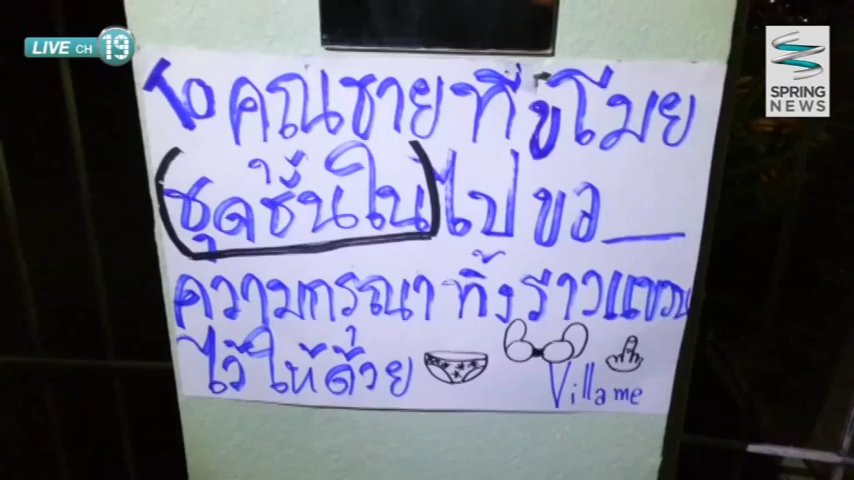 LIVE CH 19
SPRING
NEWS
To คุณชายที่ขโมย
ชุดชั้นในไปขอ
ความกรุณา ทิ้งราวแขวน
ไว้ให้ด้วย
Villame